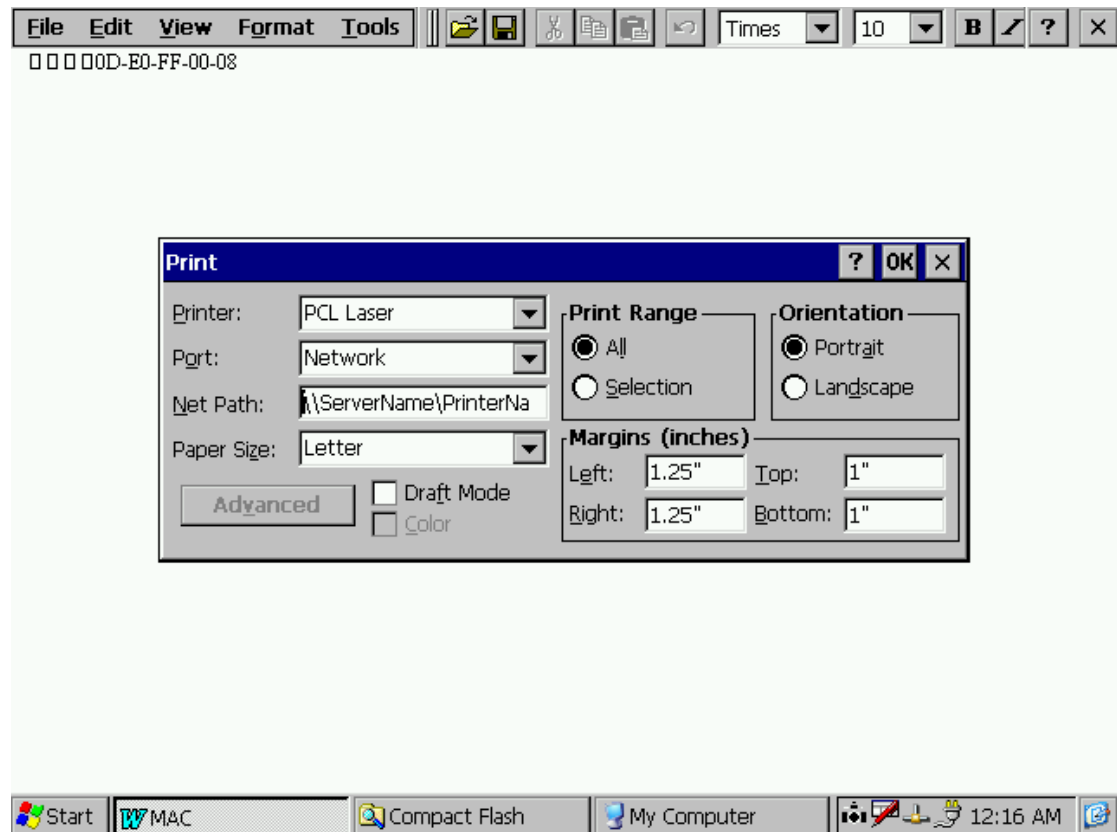 File Edit View Format Tools Times 10 B I ? ×
□ □ □ □0D-E0-FF-00-08
Print ? OK ×
Printer: PCL Laser
Port: Network
Net Path: \\ServerName\PrinterNa
Paper Size: Letter
Advanced
Draft Mode
Color
Print Range
All
Selection
Orientation
Portrait
Landscape
Margins (inches)
Left: 1.25" Top: 1"
Right: 1.25" Bottom: 1"
Start MAC Compact Flash My Computer 12:16 AM